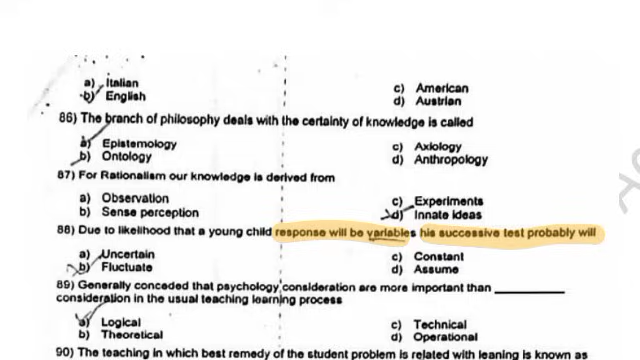 a) Italian
c) American
b) English
d) Austrian
86) The branch of philosophy deals with the certainty of knowledge is called
a) Epistemology
c) Axiology
b) Ontology
d) Anthropology
87) For Rationalism our knowledge is derived from
a) Observation
c) Experiments
b) Sense perception
d) Innate ideas
88) Due to likelihood that a young child response will be variables his successive test probably will
a) Uncertain
c) Constant
b) Fluctuate
d) Assume
89) Generally conceded that psychology consideration are more important than ___________
consideration in the usual teaching learning process
a) Logical
c) Technical
b) Theoretical
d) Operational
90) The teaching in which best remedy of the student problem is related with leaning is known as